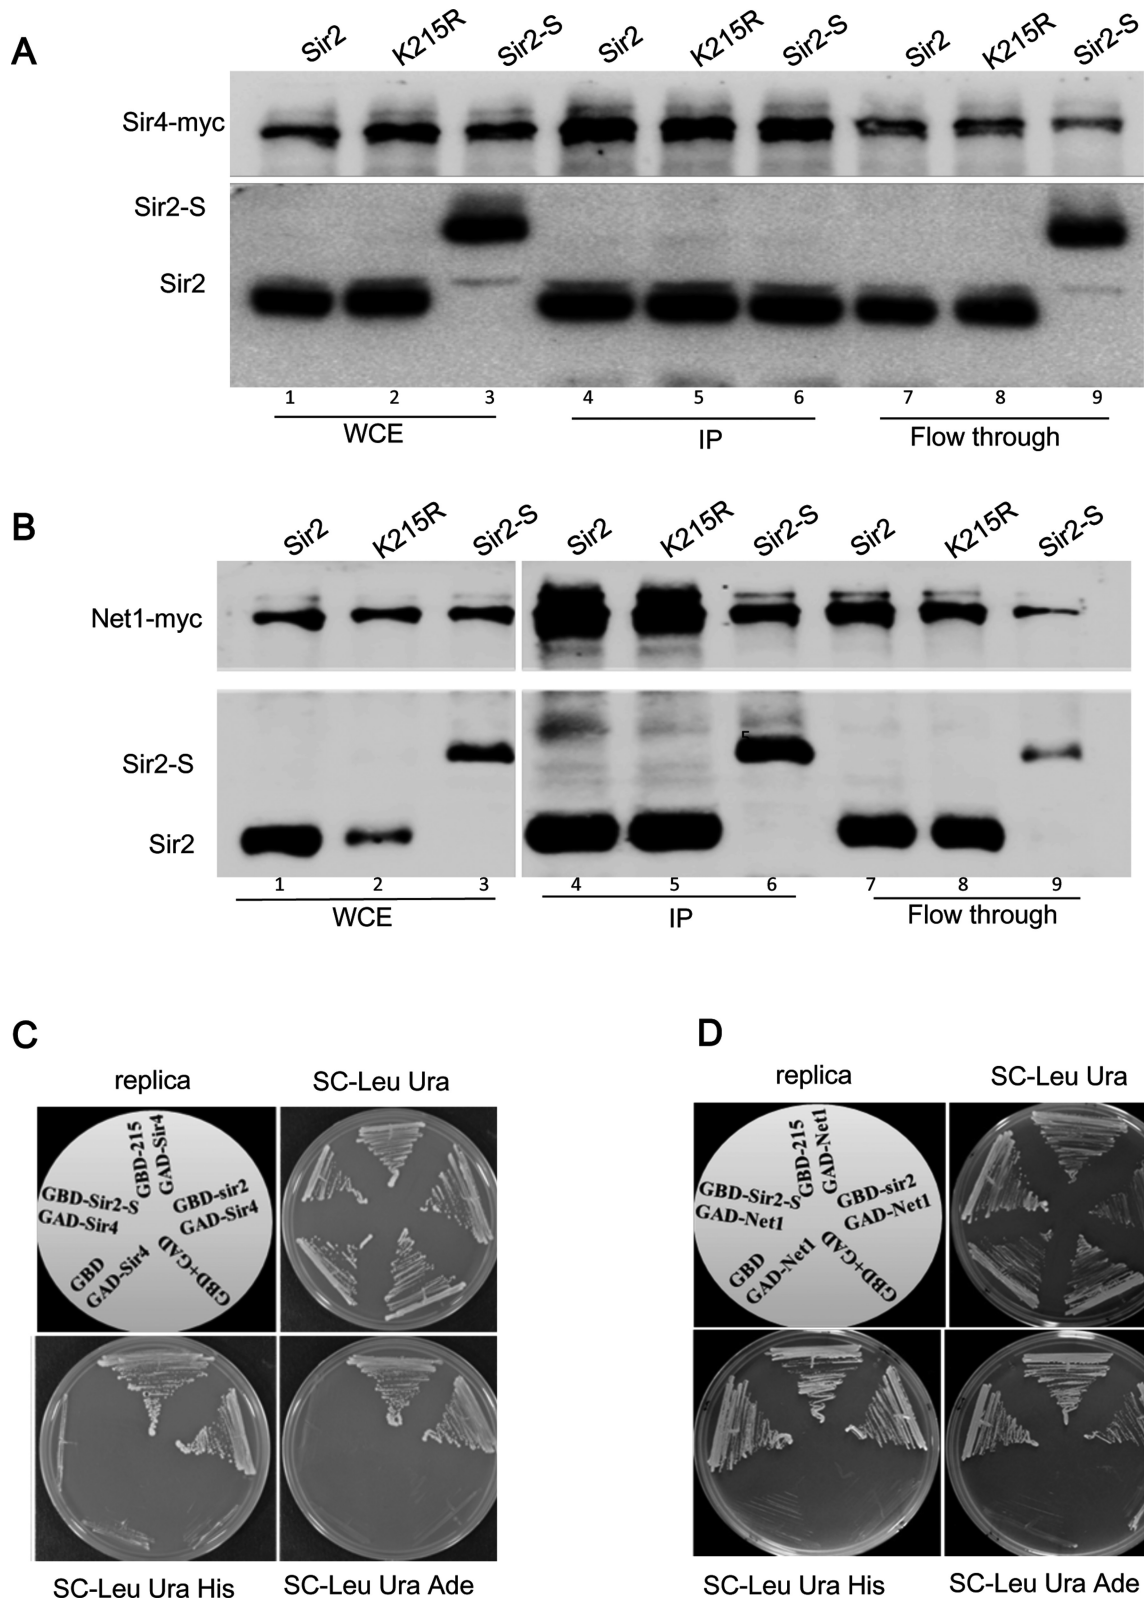 A
Sir2 K215R Sir2-S Sir2 K215R Sir2-S Sir2 K215R Sir2-S
Sir4-myc
Sir2-S
Sir2
1 2 3 4 5 6 7 8 9
WCE IP Flow through
B
Sir2 K215R Sir2-S Sir2 K215R Sir2-S Sir2 K215R Sir2-S
Net1-myc
Sir2-S
Sir2
1 2 3 4 5 6 7 8 9
WCE IP Flow through
C
replica SC-Leu Ura
GBD-215
GAD-Sir4
GBD-sir2
GAD-Sir4
GBD+GAD
GBD
GAD-Sir4
GBD-Sir2-S
GAD-Sir4
SC-Leu Ura His SC-Leu Ura Ade
D
replica SC-Leu Ura
GBD-215
GAD-Net1
GBD-sir2
GAD-Net1
GBD+GAD
GBD
GAD-Net1
GBD-Sir2-S
GAD-Net1
SC-Leu Ura His SC-Leu Ura Ade